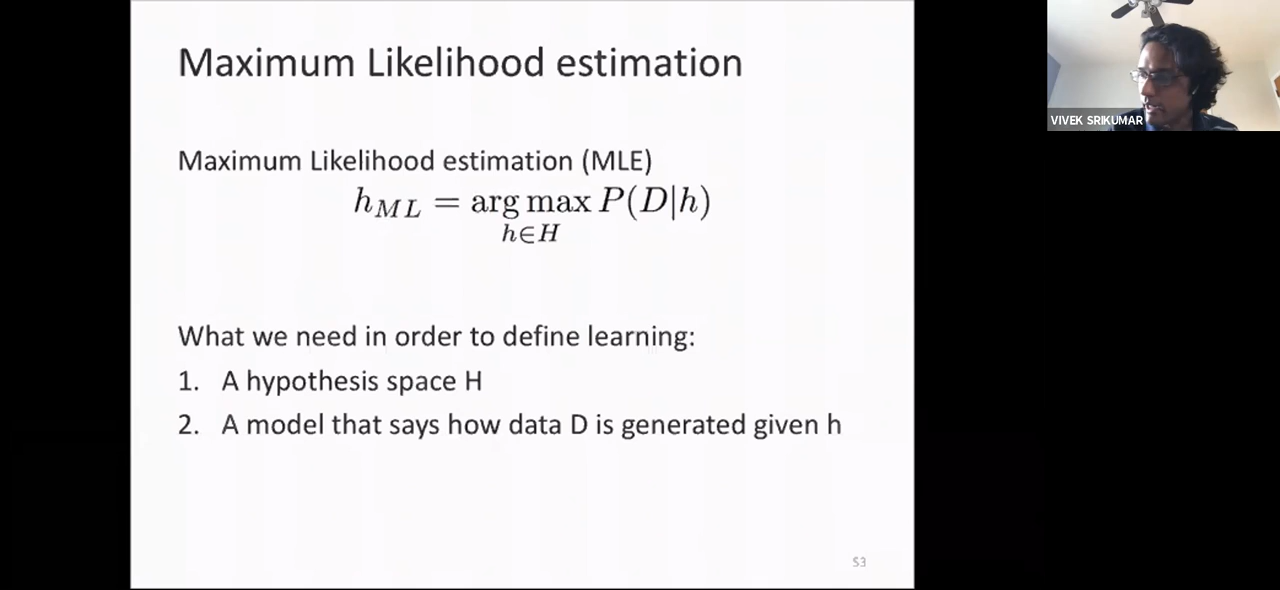 Maximum Likelihood estimation
VIVEK SRIKUMAR
Maximum Likelihood estimation (MLE)
h_{ML} = arg max P(D|h)
h∈H
What we need in order to define learning:
1. A hypothesis space H
2. A model that says how data D is generated given h
53